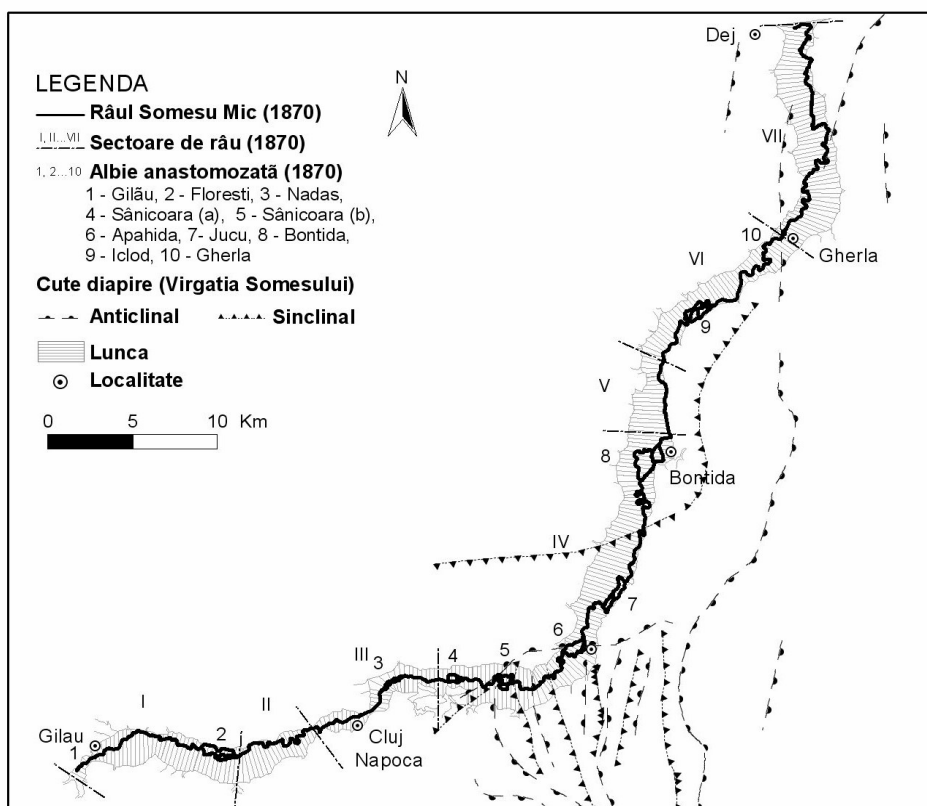 LEGENDA
Râul Somesu Mic (1870)
I, II...VII Sectoare de râu (1870)
1, 2...10 Albie anastomozatã (1870)
1 - Gilãu, 2 - Floresti, 3 - Nadas,
4 - Sânicoara (a), 5 - Sânicoara (b),
6 - Apahida, 7- Jucu, 8 - Bontida,
9 - Iclod, 10 - Gherla
Cute diapire (Virgatia Somesului)
Anticlinal Sinclinal
Lunca
Localitate
0 5 10 Km
N
Dej
VII
10
Gherla
VI
9
V
8
Bontida
IV
7
6
5
4
III
3
Cluj
Napoca
II
2
I
Gilau
1